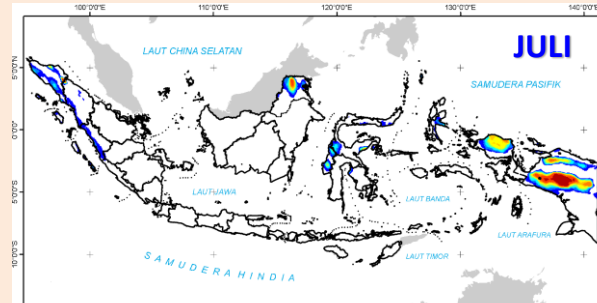 100°0'0"E 110°0'0"E 120°0'0"E 130°0'0"E 140°0'0"E
JULI
LAUT CHINA SELATAN
5°0'0"N
SAMUDERA PASIFIK
0°0'0"
LAUT JAWA
LAUT BANDA
5°0'0"S
LAUT ARAFURA
LAUT TIMOR
10°0'0"S
SAMUDERA HINDIA